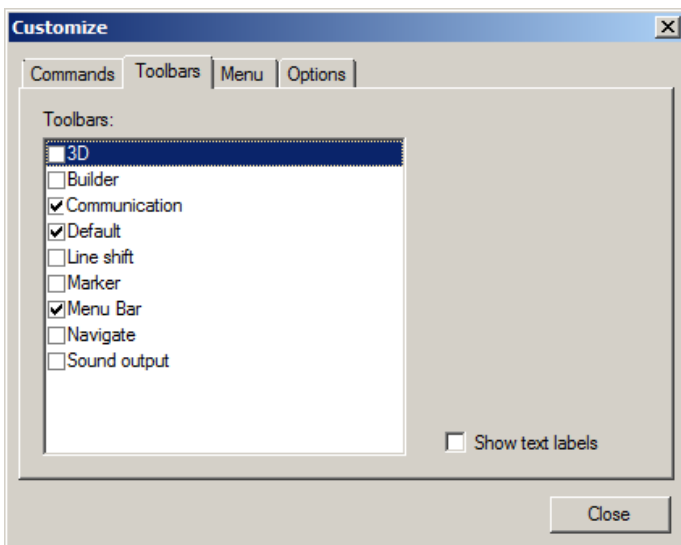 Customize
Commands Toolbars Menu Options
Toolbars:
3D
Builder
Communication
Default
Line shift
Marker
Menu Bar
Navigate
Sound output
Show text labels
Close